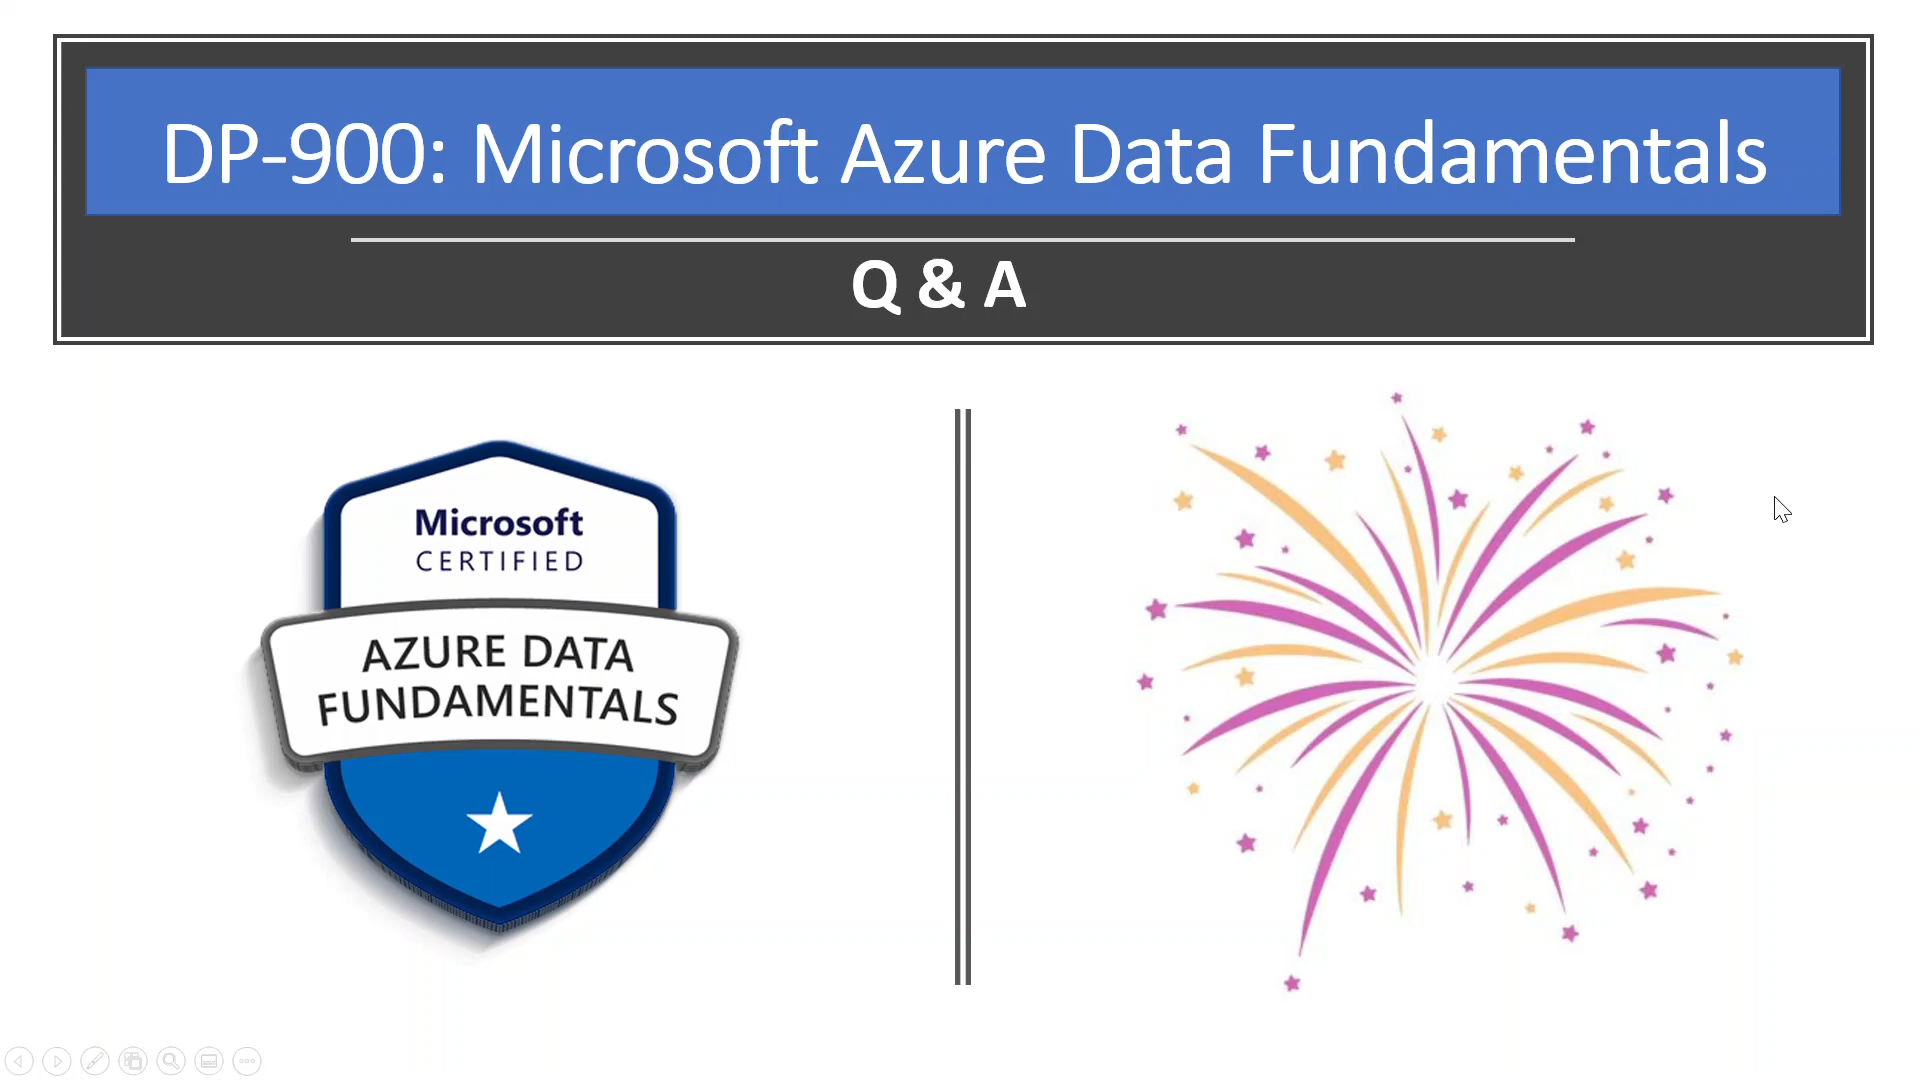 DP-900: Microsoft Azure Data Fundamentals
Q & A
Microsoft
CERTIFIED
AZURE DATA
FUNDAMENTALS